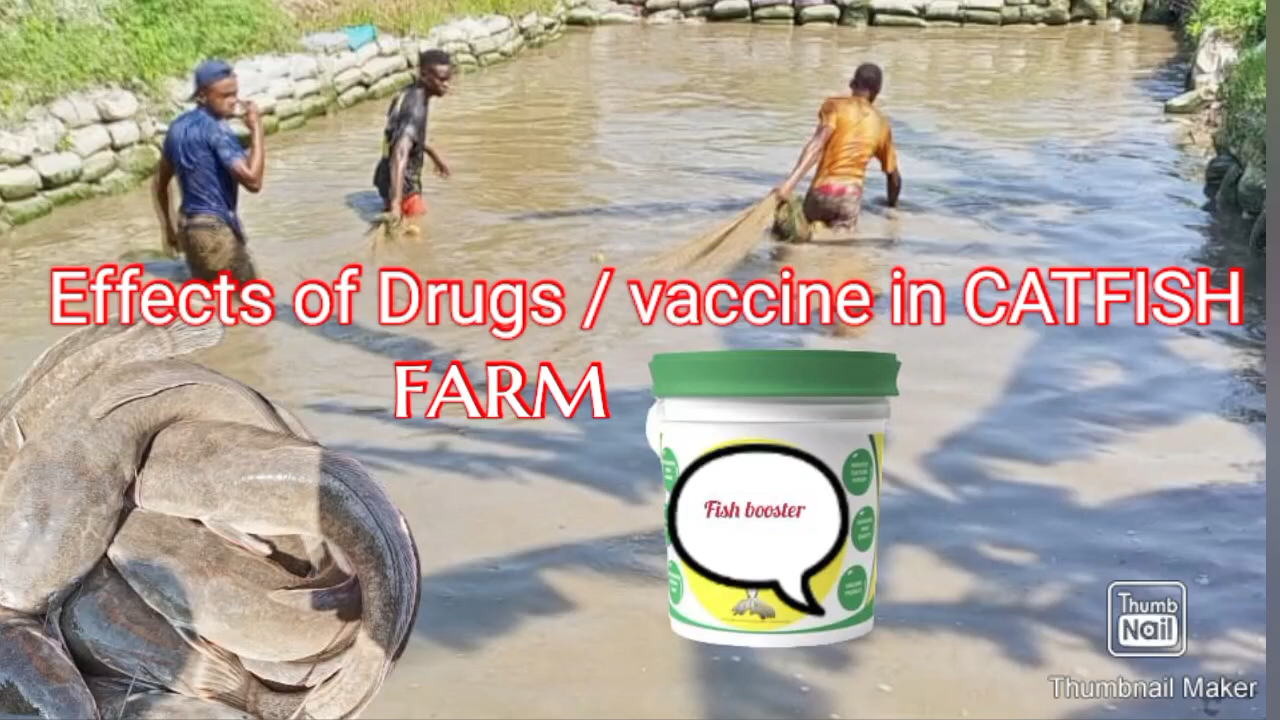 Effects of Drugs / vaccine in CATFISH
FARM
Fish booster
Thumb
Nail
Thumbnail Maker